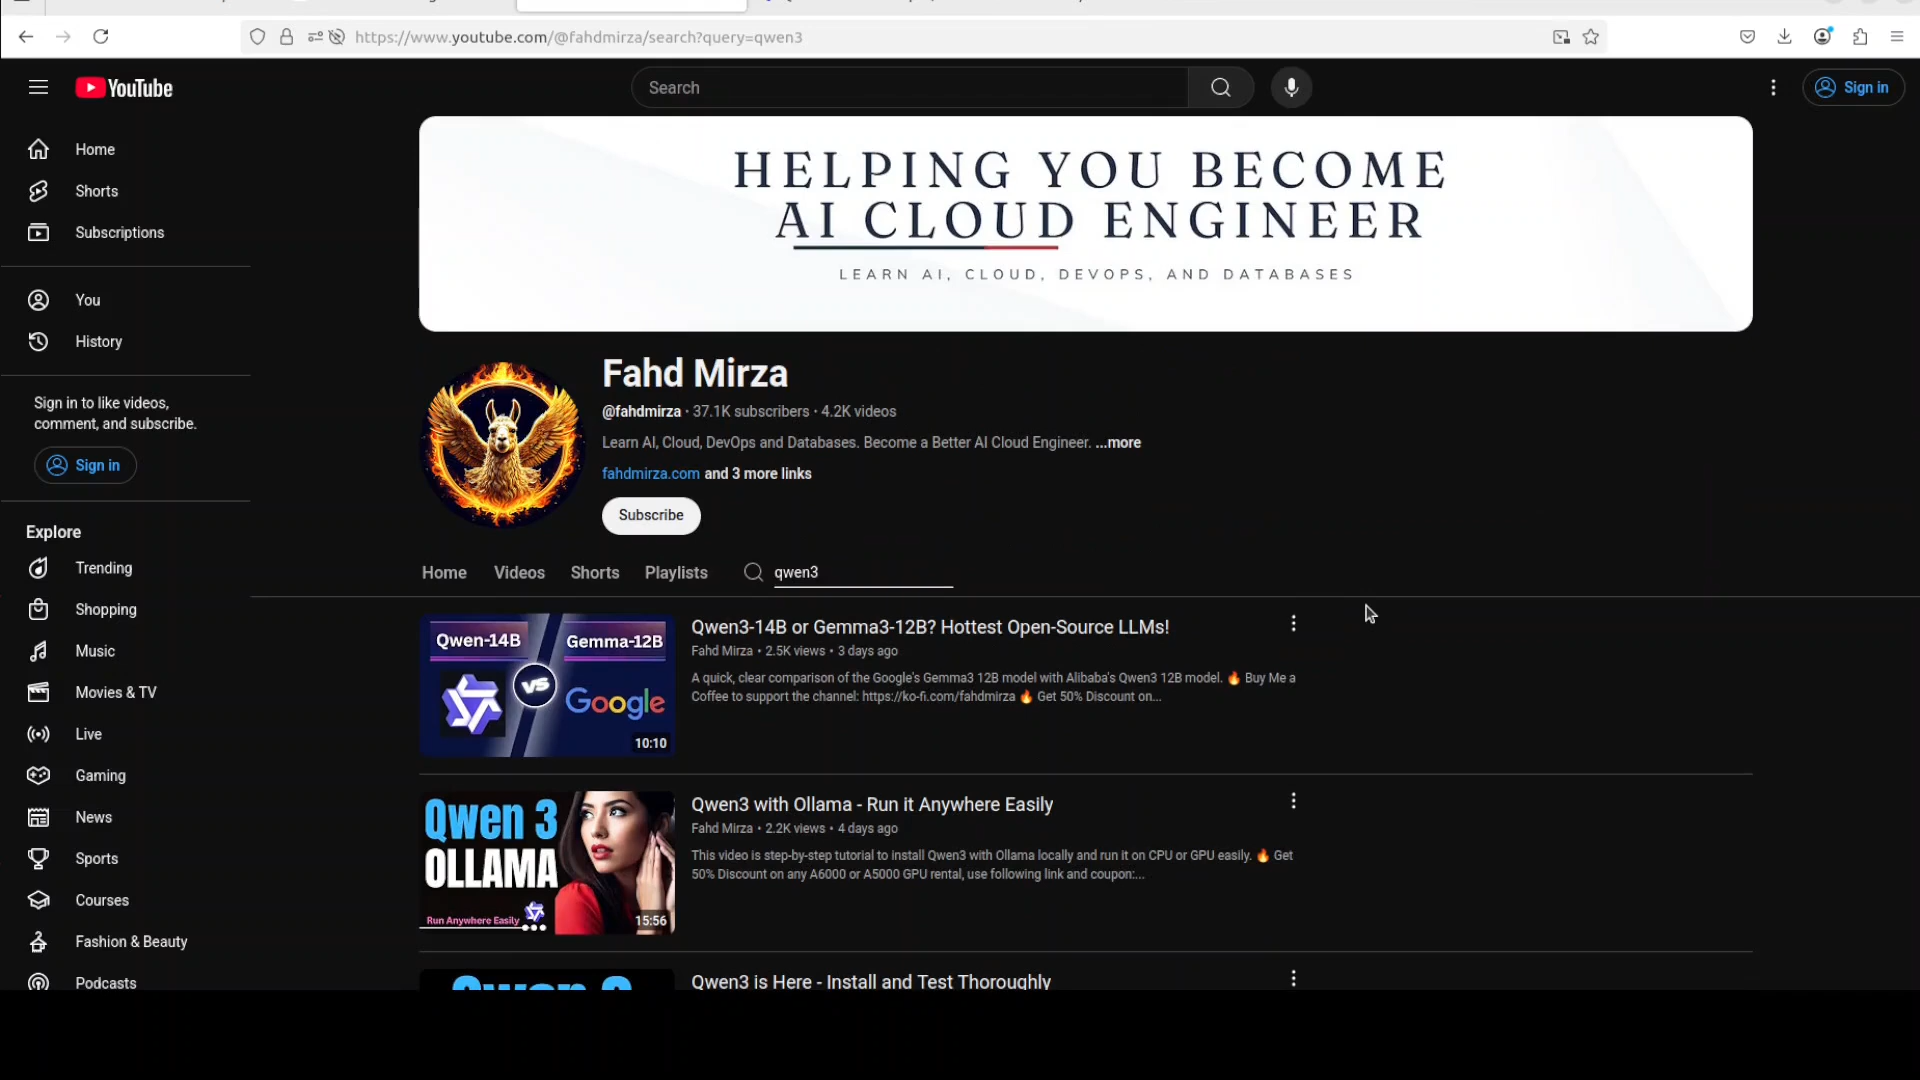 https://www.youtube.com/@fahdmirza/search?query=qwen3
YouTube
Search
Sign in
Home
Shorts
Subscriptions
You
History
Sign in to like videos,
comment, and subscribe.
Sign in
Explore
Trending
Shopping
Music
Movies & TV
Live
Gaming
News
Sports
Courses
Fashion & Beauty
Podcasts
HELPING YOU BECOME
AI CLOUD ENGINEER
LEARN AI, CLOUD, DEVOPS, AND DATABASES
Fahd Mirza
@fahdmirza • 37.1K subscribers • 4.2K videos
Learn AI, Cloud, DevOps and Databases. Become a Better AI Cloud Engineer. ...more
fahdmirza.com and 3 more links
Subscribe
Home Videos Shorts Playlists qwen3
Qwen-14B
Gemma-12B
VS
Google
10:10
Qwen3-14B or Gemma3-12B? Hottest Open-Source LLMs!
Fahd Mirza • 2.5K views • 3 days ago
A quick, clear comparison of the Google's Gemma3 12B model with Alibaba's Qwen3 12B model. 🔥 Buy Me a
Coffee to support the channel: https://ko-fi.com/fahdmirza 🔥 Get 50% Discount on...
Qwen 3
OLLAMA
Run Anywhere Easily
15:56
Qwen3 with Ollama - Run it Anywhere Easily
Fahd Mirza • 2.2K views • 4 days ago
This video is step-by-step tutorial to install Qwen3 with Ollama locally and run it on CPU or GPU easily. 🔥 Get
50% Discount on any A6000 or A5000 GPU rental, use following link and coupon:...
Qwen3 is Here - Install and Test Thoroughly